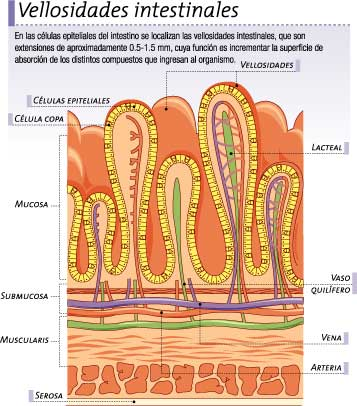 Vellosidades intestinales
En las células epiteliales del intestino se localizan las vellosidades intestinales, que son
extensiones de aproximadamente 0.5-1.5 mm, cuya función es incrementar la superficie de
absorción de los distintos compuestos que ingresan al organismo.
VELLOSIDADES
CÉLULAS EPITELIALES
CÉLULA COPA
LACTEAL
MUCOSA
VASO
QUILÍFERO
SUBMUCOSA
VENA
MUSCULARIS
ARTERIA
SEROSA